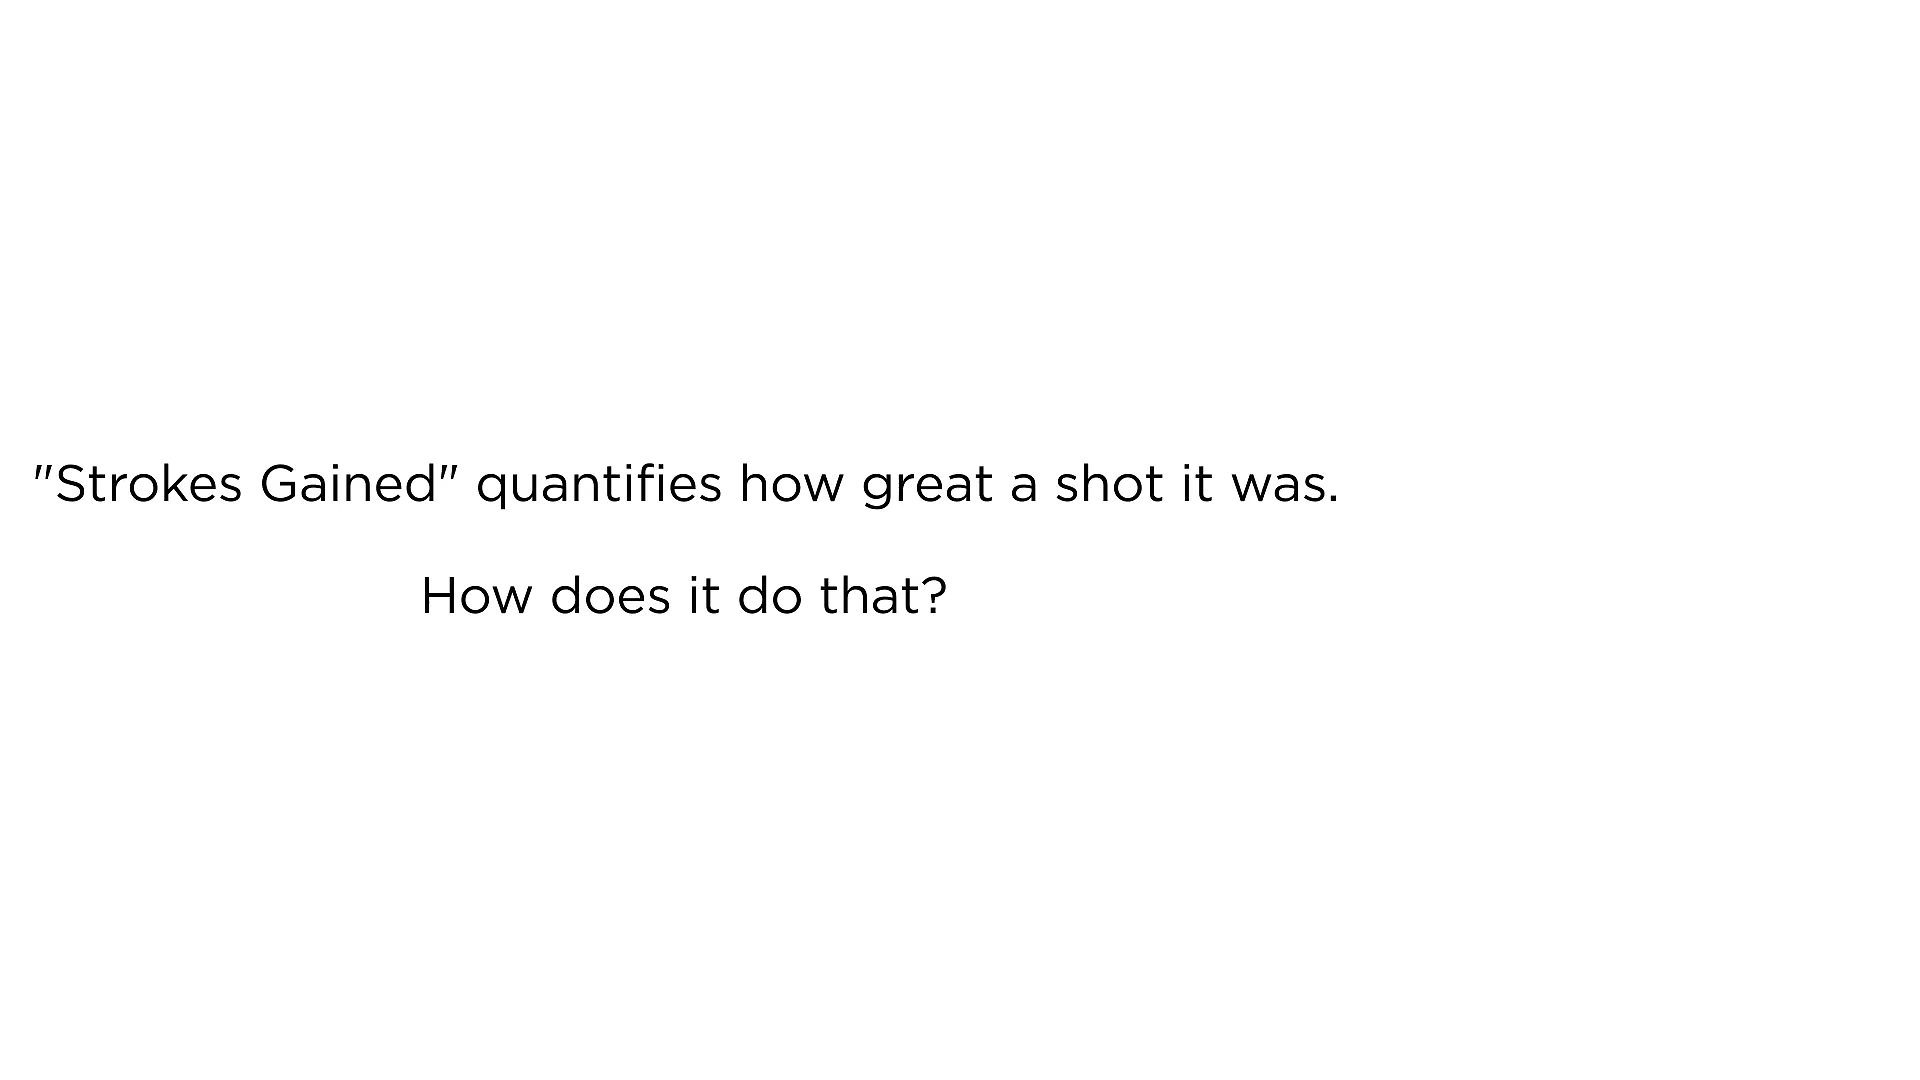 "Strokes Gained" quantifies how great a shot it was.
How does it do that?